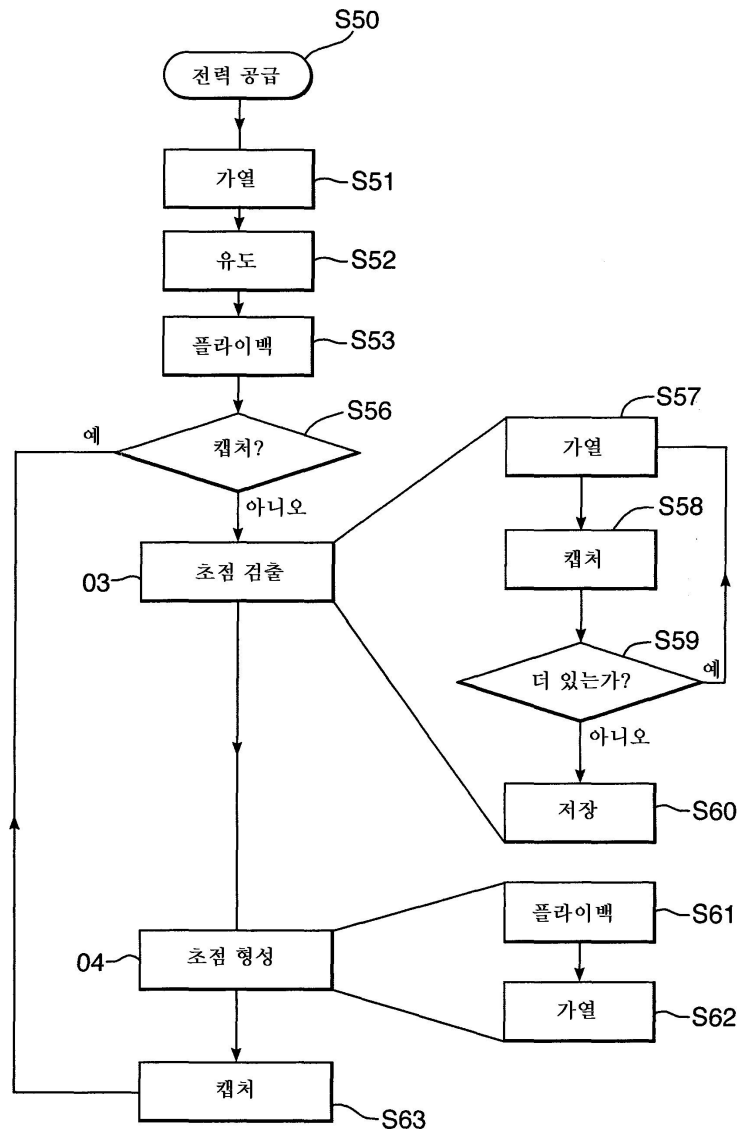 S50
전력 공급
가열
S51
유도
S52
플라이백
S53
S56
예
캡처?
아니오
초점 검출
03
S57
가열
S58
캡처
S59
예
더 있는가?
아니오
저장
S60
플라이백
S61
초점 형성
04
가열
S62
캡처
S63